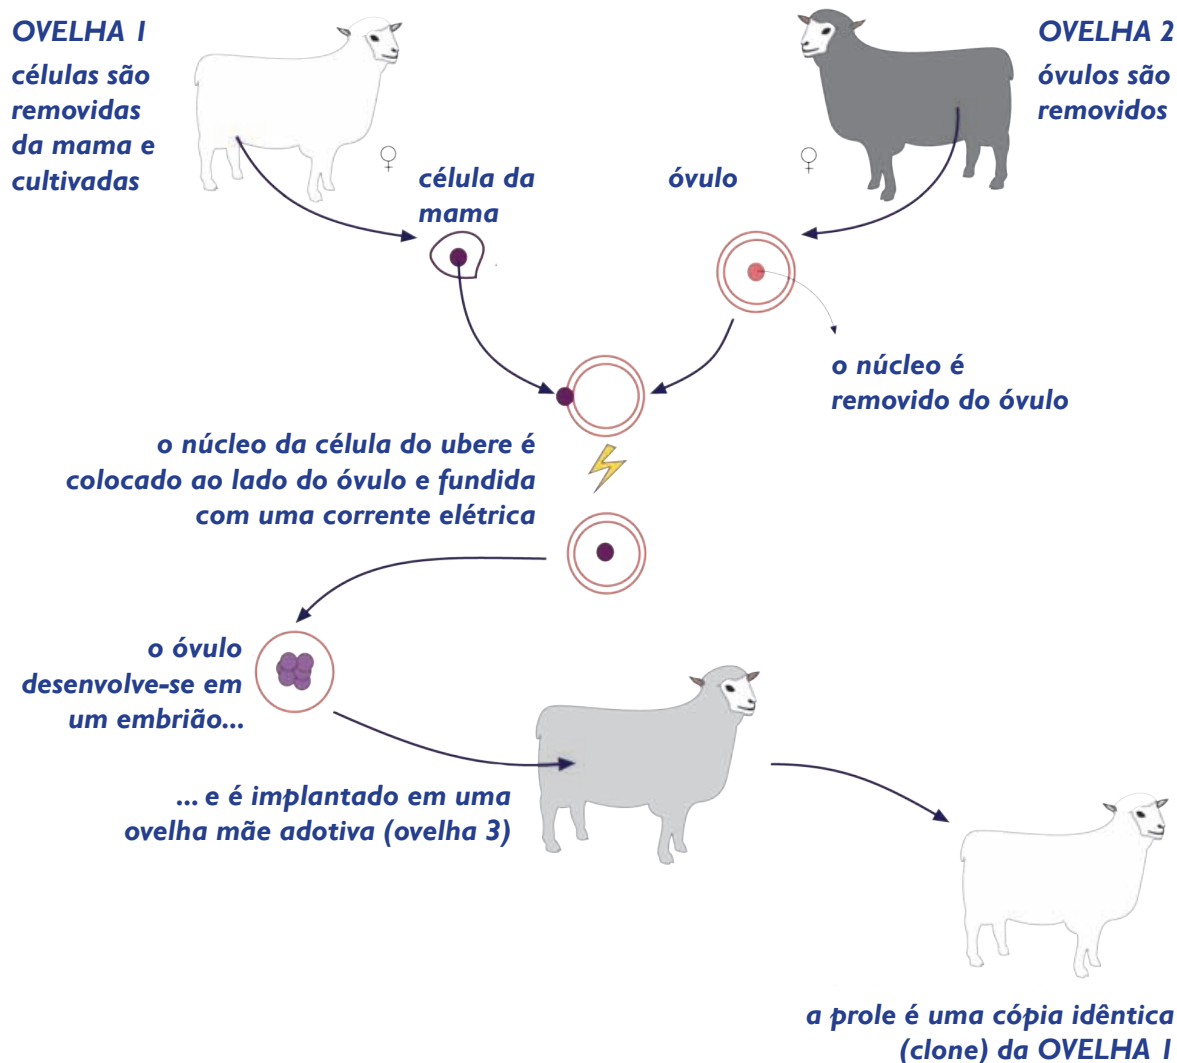 OVELHA 1
células são
removidas
da mama e
cultivadas
OVELHA 2
óvulos são
removidos
célula da
mama
óvulo
o núcleo é
removido do óvulo
o núcleo da célula do ubere é
colocado ao lado do óvulo e fundida
com uma corrente elétrica
o óvulo
desenvolve-se em
um embrião...
... e é implantado em uma
ovelha mãe adotiva (ovelha 3)
a prole é uma cópia idêntica
(clone) da OVELHA 1